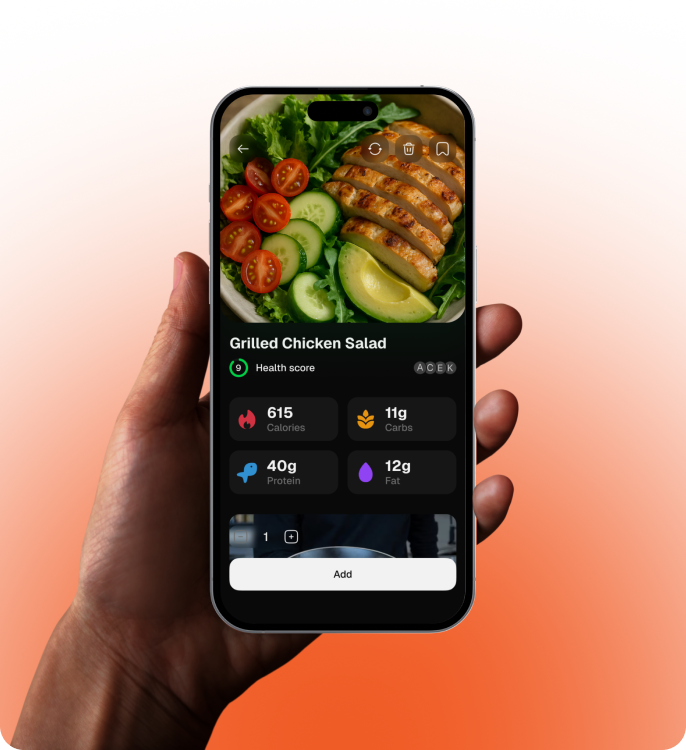 Grilled Chicken Salad
9 Health score A C E K
615 11g
Calories Carbs
40g 12g
Protein Fat
1
Add